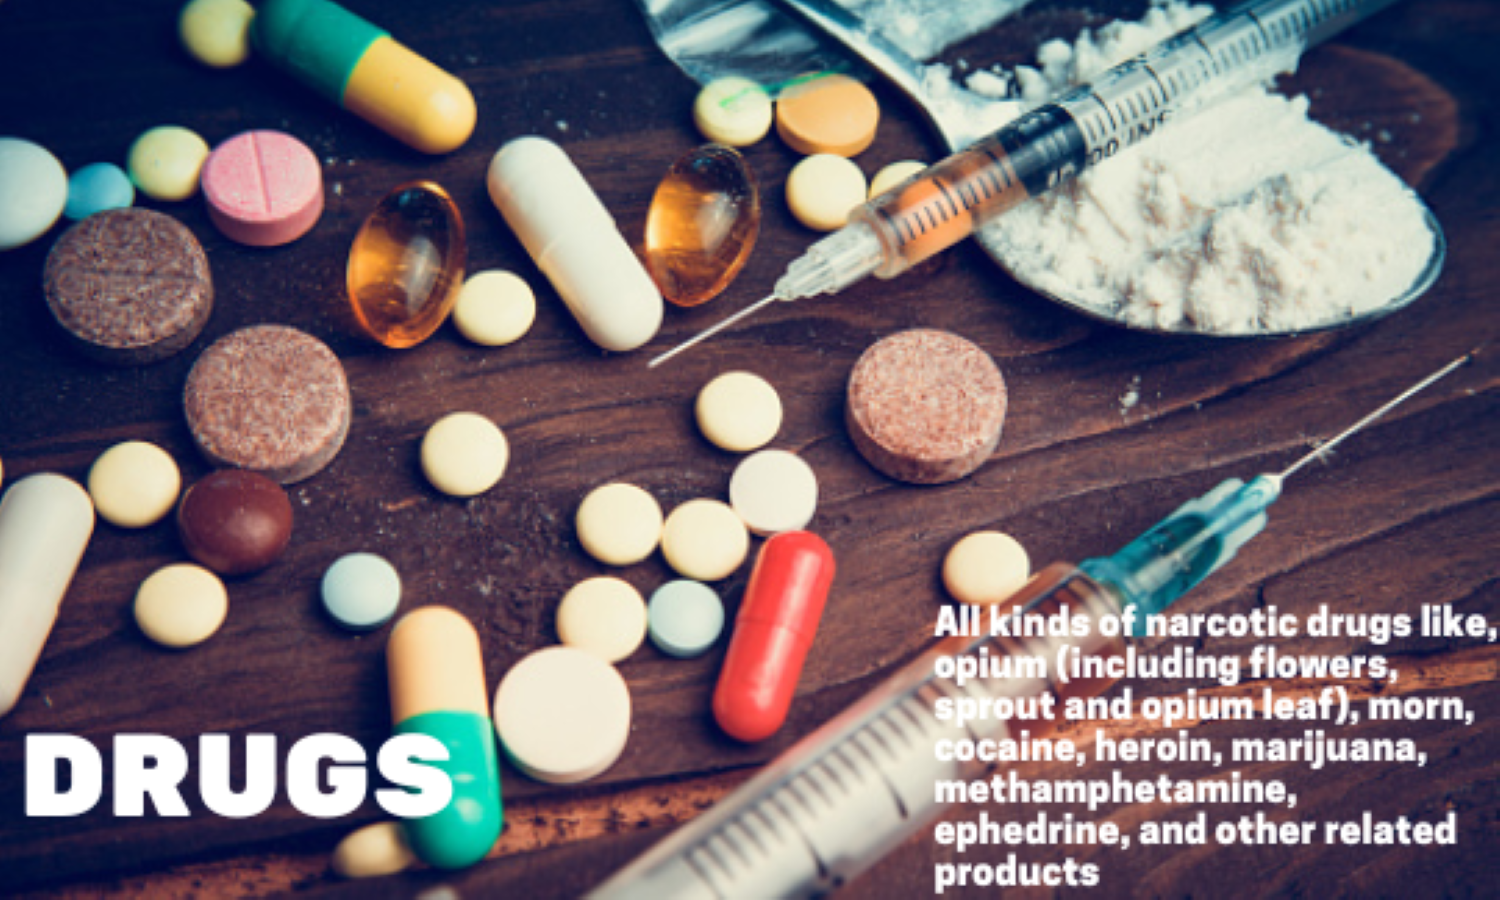 DRUGS
All kinds of narcotic drugs like,
opium (including flowers,
sprout and opium leaf), morn,
cocaine, heroin, marijuana,
methamphetamine,
ephedrine, and other related
products